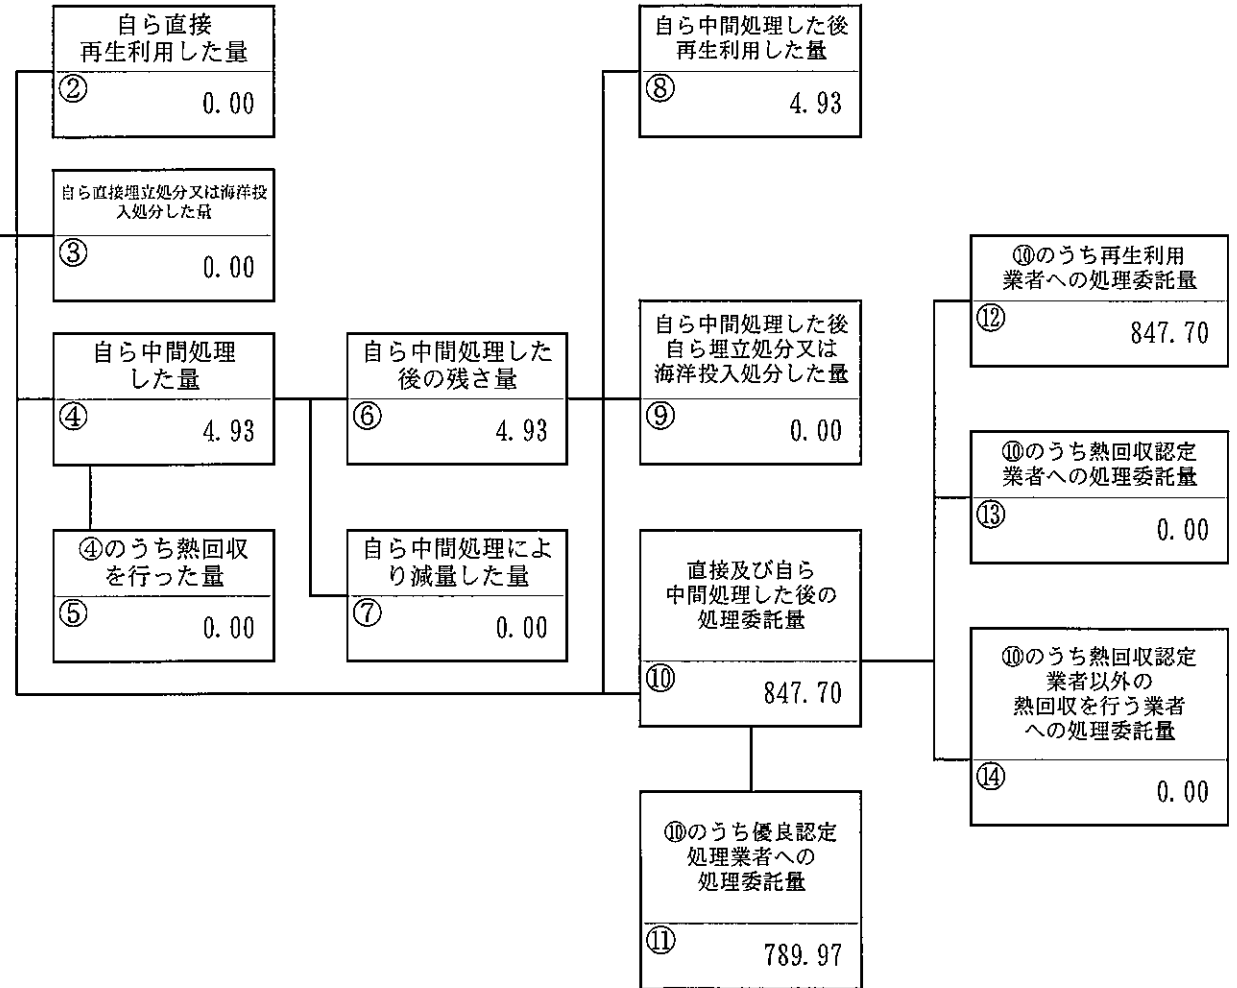 自ら直接
再生利用した量
②
0.00
自ら直接埋立処分又は海洋投
入処分した量
③
0.00
自ら中間処理
した量
④
4.93
④のうち熱回収
を行った量
⑤
0.00
自ら中間処理した
後の残さ量
⑥
4.93
自ら中間処理によ
り減量した量
⑦
0.00
自ら中間処理した後
再生利用した量
⑧
4.93
自ら中間処理した後
自ら埋立処分又は
海洋投入処分した量
⑨
0.00
直接及び自ら
中間処理した後の
処理委託量
⑩
847.70
⑩のうち優良認定
処理業者への
処理委託量
⑪
789.97
⑩のうち再生利用
業者への処理委託量
⑫
847.70
⑩のうち熱回収認定
業者への処理委託量
⑬
0.00
⑩のうち熱回収認定
業者以外の
熱回収を行う業者
への処理委託量
⑭
0.00